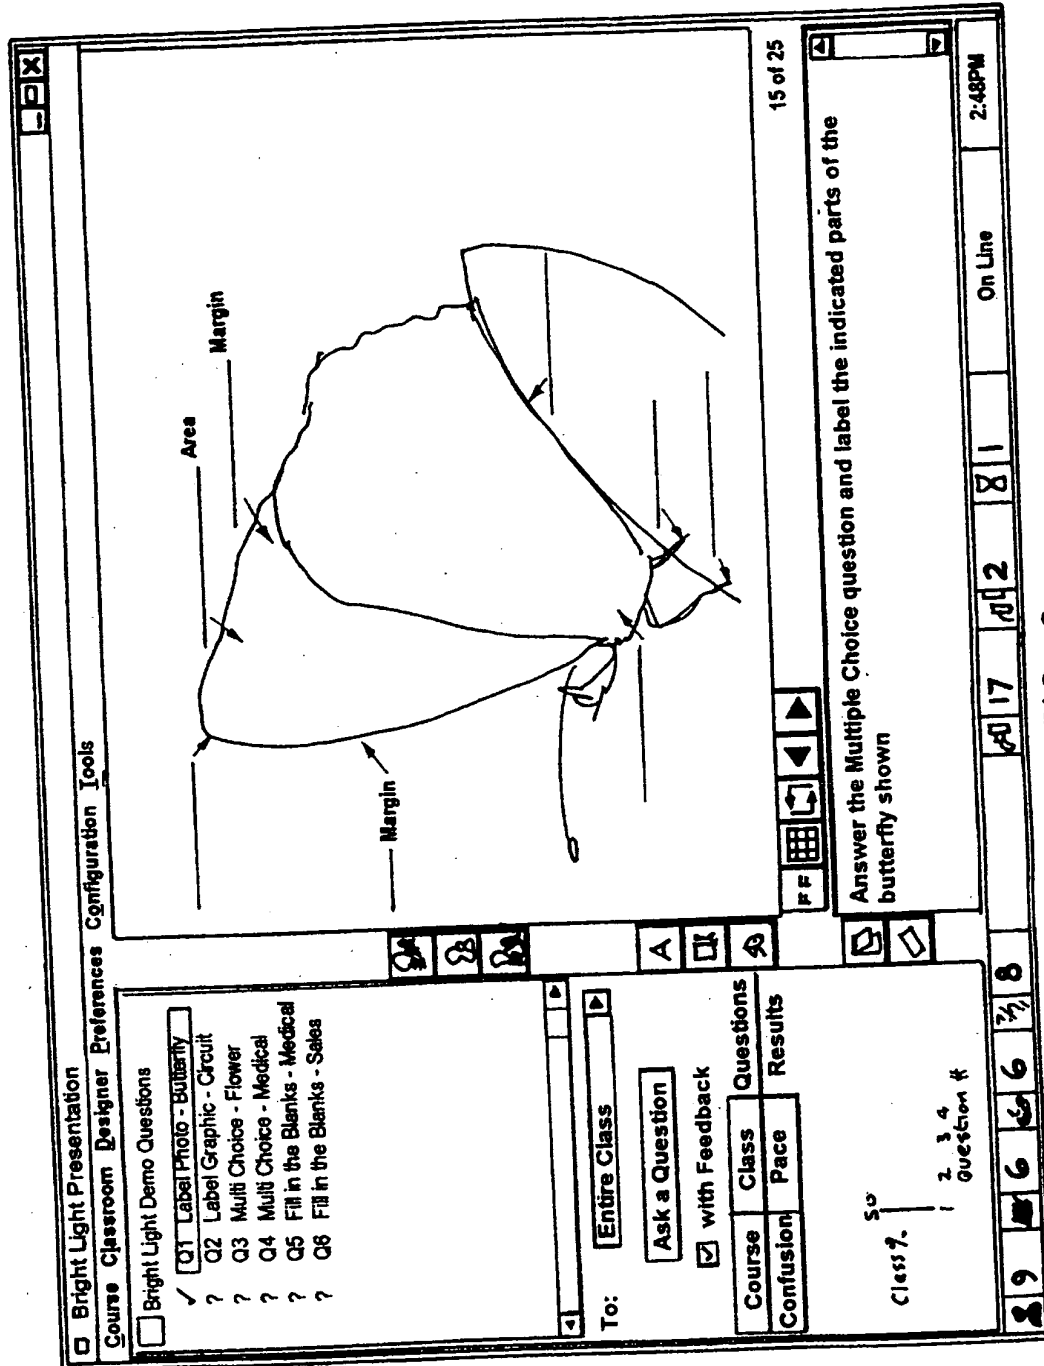 Bright Light Presentation
Course Classroom Designer Preferences Configuration Tools
Bright Light Demo Questions
✓ Q1 Label Photo - Butterfly
? Q2 Label Graphic - Circuit
? Q3 Multi Choice - Flower
? Q4 Multi Choice - Medical
? Q5 Fill in the Blanks - Medical
? Q6 Fill in the Blanks - Sales
To: Entire Class
Ask a Question
with Feedback
Course Class Questions
Confusion Pace Results
Class %
50
1 2 3 4
Question #
Area
Margin
Margin
A
FF
15 of 25
Answer the Multiple Choice question and label the indicated parts of the
butterfly shown
9 6 6 8 17 2 1 On Line 2:48PM